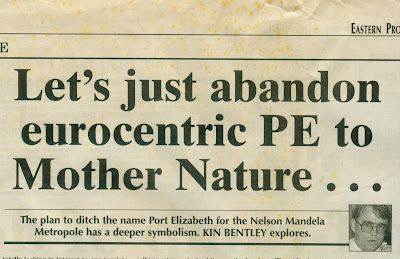 EASTERN PRO
E
Let's just abandon
eurocentric PE to
Mother Nature . . .
The plan to ditch the name Port Elizabeth for the Nelson Mandela
Metropole has a deeper symbolism. KIN BENTLEY explores.